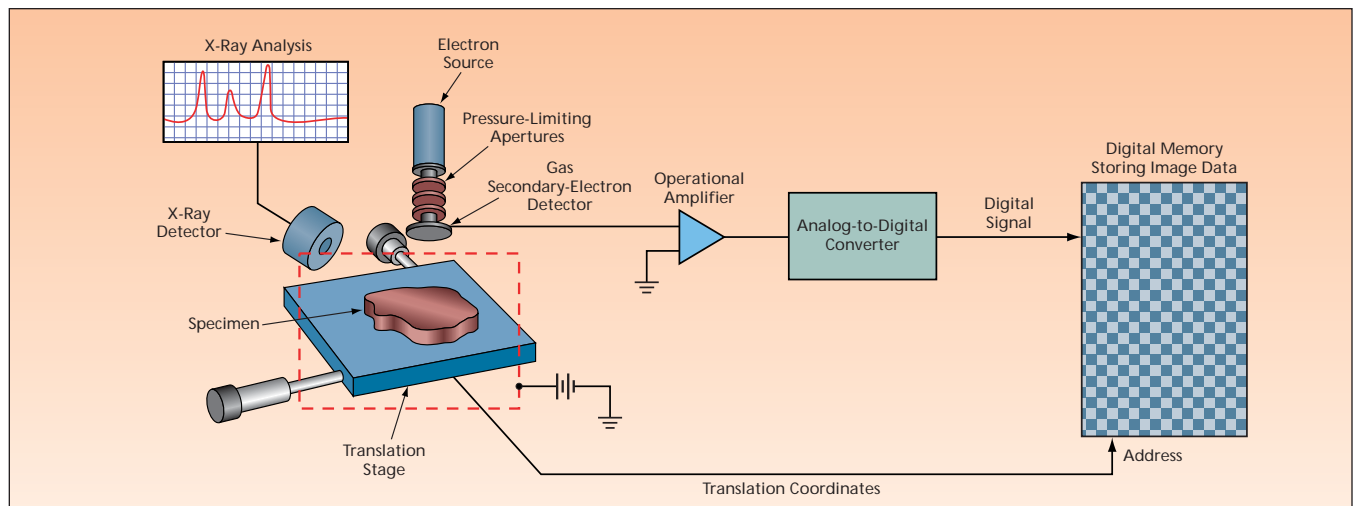 X-Ray Analysis
Electron
Source
Pressure-Limiting
Apertures
Gas
Secondary-Electron
Detector
Operational
Amplifier
Digital Memory
Storing Image Data
X-Ray
Detector
Analog-to-Digital
Converter
Digital
Signal
Specimen
Translation
Stage
Address
Translation Coordinates